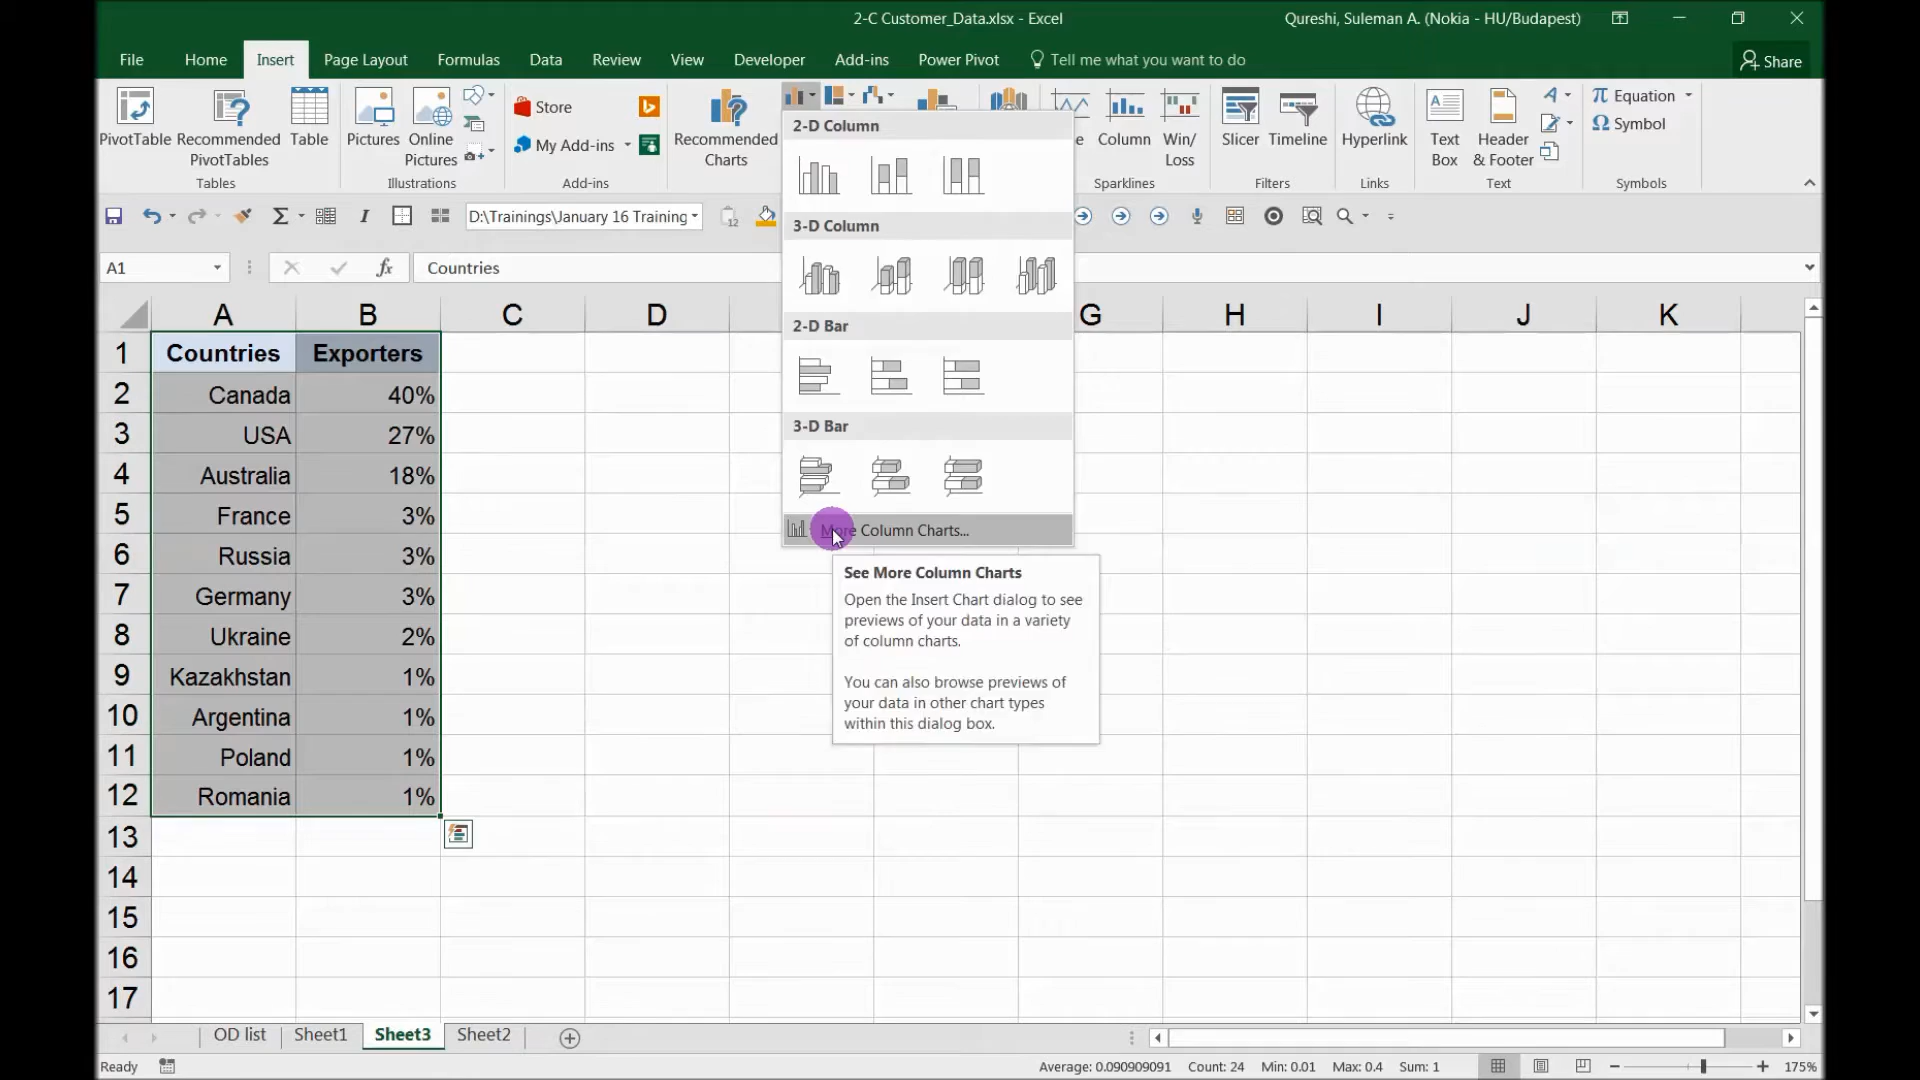 2-C Customer_Data.xlsx - Excel
Qureshi, Suleman A. (Nokia - HU/Budapest)
File Home Insert Page Layout Formulas Data Review View Developer Add-ins Power Pivot Tell me what you want to do Share
PivotTable
Recommended
PivotTables
Table
Tables
Pictures
Online
Pictures
Illustrations
Store
My Add-ins
Add-ins
Recommended
Charts
Column
Win/
Loss
Sparklines
Slicer
Timeline
Filters
Hyperlink
Links
Text
Box
Header
& Footer
Text
Equation
Symbol
Symbols
D:\Trainings\January 16 Training
12
A1
fx
Countries
2-D Column
3-D Column
2-D Bar
3-D Bar
More Column Charts...
See More Column Charts
Open the Insert Chart dialog to see
previews of your data in a variety
of column charts.
You can also browse previews of
your data in other chart types
within this dialog box.
A B C D G H I J K
1 Countries Exporters
2 Canada 40%
3 USA 27%
4 Australia 18%
5 France 3%
6 Russia 3%
7 Germany 3%
8 Ukraine 2%
9 Kazakhstan 1%
10 Argentina 1%
11 Poland 1%
12 Romania 1%
13
14
15
16
17
OD list Sheet1 Sheet3 Sheet2
Ready
Average: 0.090909091 Count: 24 Min: 0.01 Max: 0.4 Sum: 1
175%